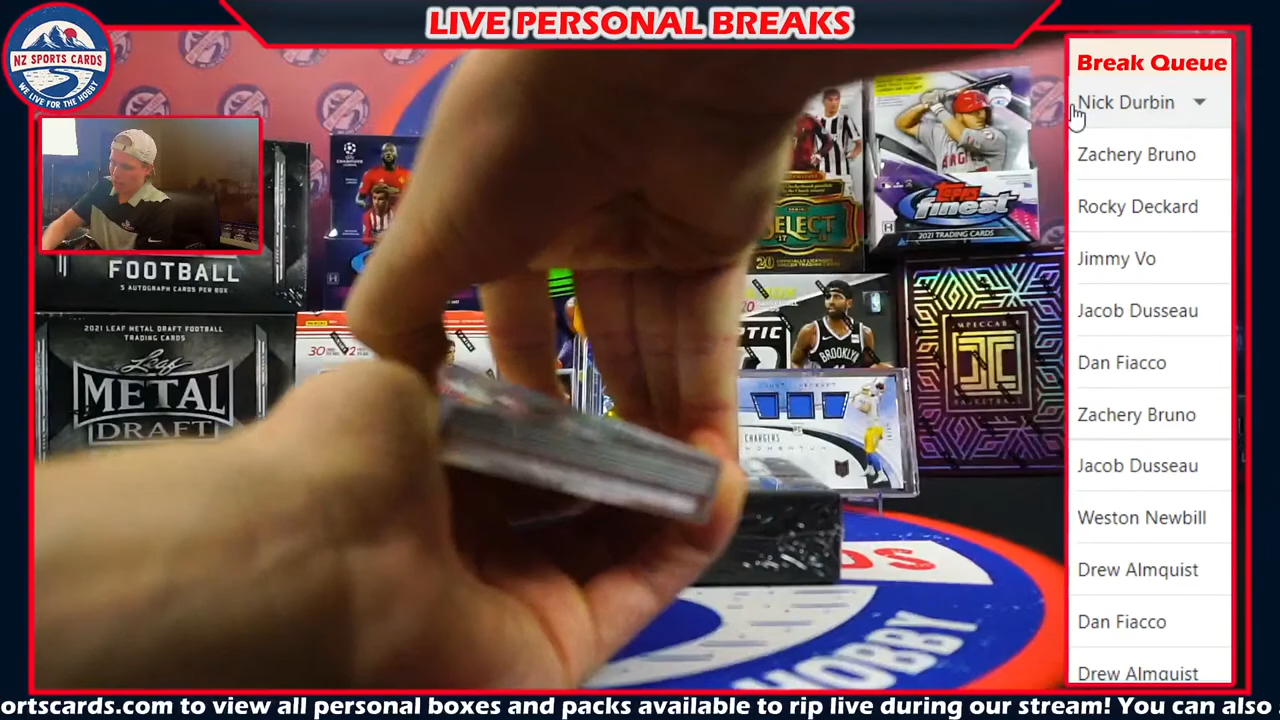 LIVE PERSONAL BREAKS
NZ SPORTS CARDS
WE LIVE FOR THE HOBBY
Break Queue
Nick Durbin
Zachery Bruno
Rocky Deckard
Jimmy Vo
Jacob Dusseau
Dan Fiacco
Zachery Bruno
Jacob Dusseau
Weston Newbill
Drew Almquist
Dan Fiacco
Drew Almquist
FOOTBALL
5 AUTOGRAPH CARDS PER BOX
2021 LEAF METAL DRAFT FOOTBALL
TRADING CARDS
Leaf
METAL
DRAFT
SELECT
TOPPS
finest
2021 TRADING CARDS
BROOKLYN
CHARGERS
MOMENTUM
HOBBY
ortscards.com to view all personal boxes and packs available to rip live during our stream! You can also